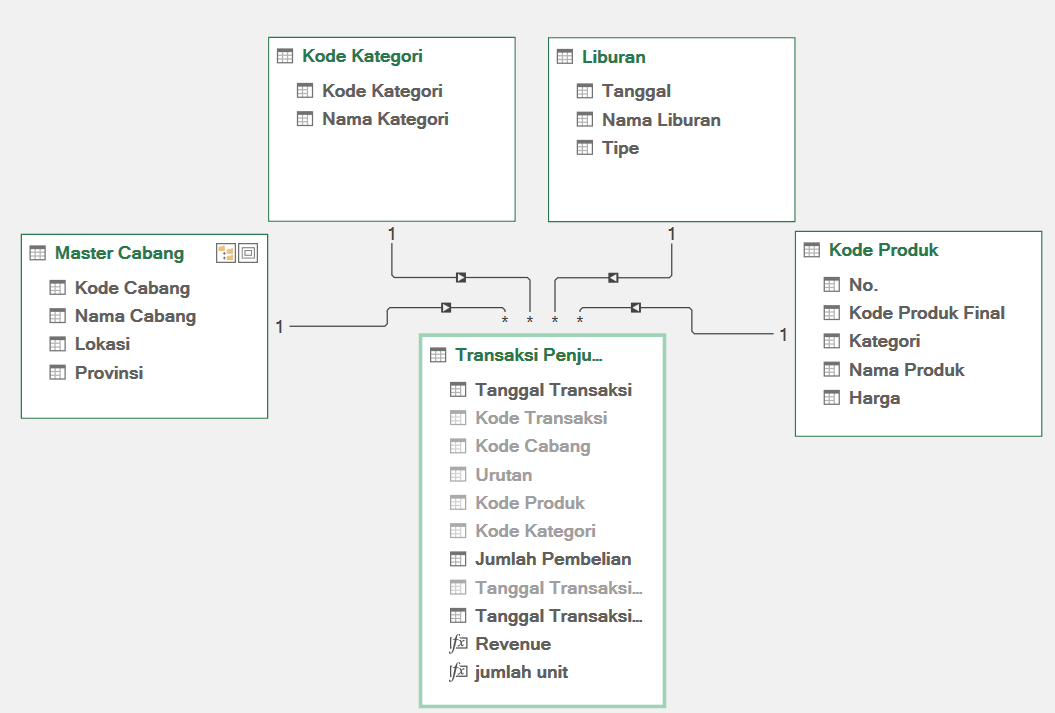 Kode Kategori
Kode Kategori
Nama Kategori
Liburan
Tanggal
Nama Liburan
Tipe
1
1
Master Cabang
Kode Cabang
Nama Cabang
Lokasi
Provinsi
1
Kode Produk
No.
Kode Produk Final
Kategori
Nama Produk
Harga
1
* * * *
Transaksi Penju...
Tanggal Transaksi
Kode Transaksi
Kode Cabang
Urutan
Kode Produk
Kode Kategori
Jumlah Pembelian
Tanggal Transaksi...
Tanggal Transaksi...
fx Revenue
fx jumlah unit